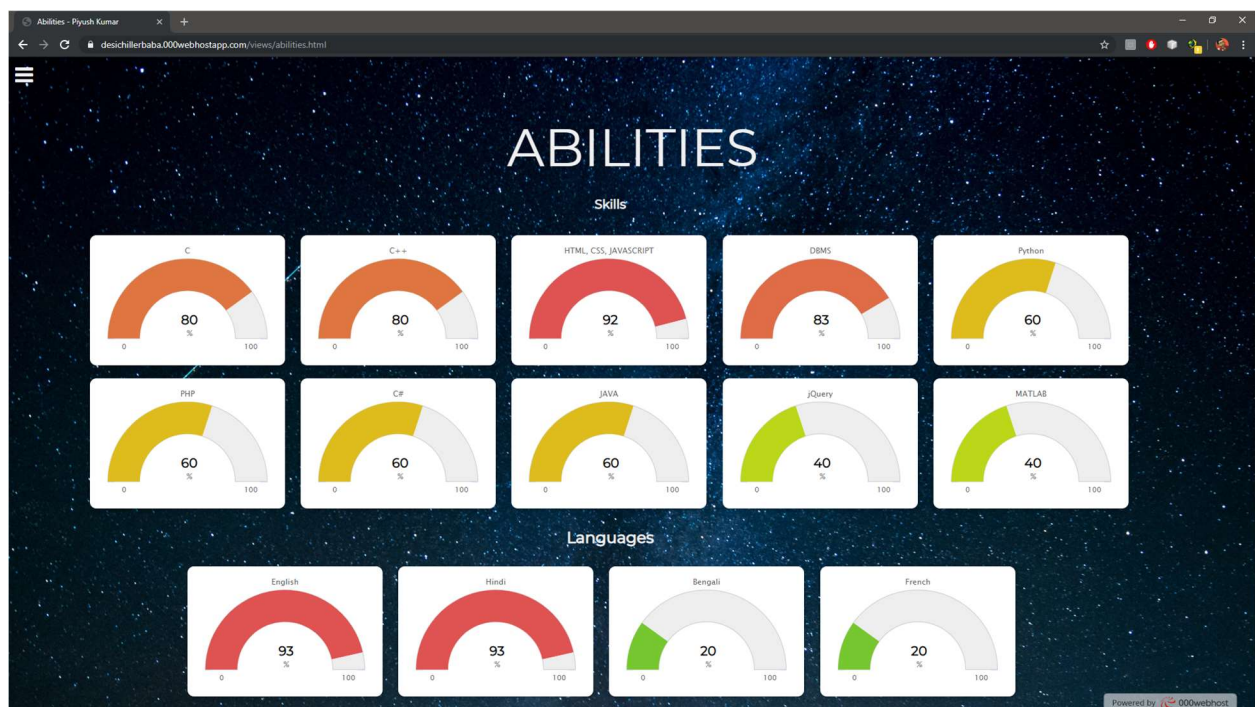 Abilities - Piyush Kumar
desichillerbaba.000webhostapp.com/views/abilities.html
ABILITIES
Skills
C C++ HTML, CSS, JAVASCRIPT DBMS Python
80 80 92 83 60
% % % % %
0 100 0 100 0 100 0 100 0 100
PHP C# JAVA jQuery MATLAB
60 60 60 40 40
% % % % %
0 100 0 100 0 100 0 100 0 100
Languages
English Hindi Bengali French
93 93 20 20
% % % %
0 100 0 100 0 100 0 100
Powered by 000webhost